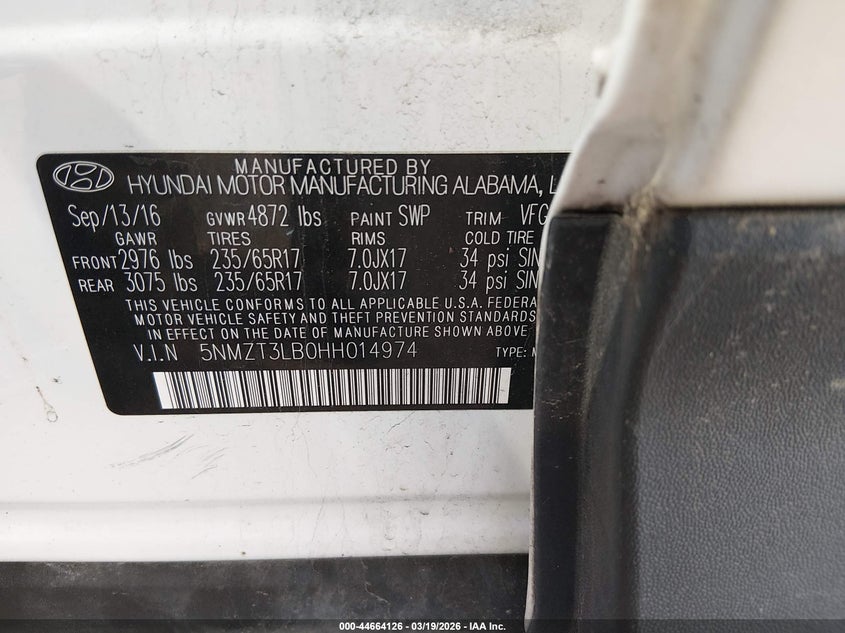 MANUFACTURED BY
HYUNDAI MOTOR MANUFACTURING ALABAMA, L
Sep/13/16 GVWR 4872 lbs PAINT SWP TRIM VFG
GAWR TIRES RIMS COLD TIRE
FRONT 2976 lbs 235/65R17 7.0JX17 34 psi SIN
REAR 3075 lbs 235/65R17 7.0JX17 34 psi SIN
THIS VEHICLE CONFORMS TO ALL APPLICABLE U.S.A. FEDERA
MOTOR VEHICLE SAFETY AND THEFT PREVENTION STANDARDS
IN EFFECT ON THE DATE OF MANUFACTURE SHOWN ABOVE
V.I.N 5NMZT3LB0HH014974 TYPE: M
000-44664126 - 03/19/2026 - IAA Inc.